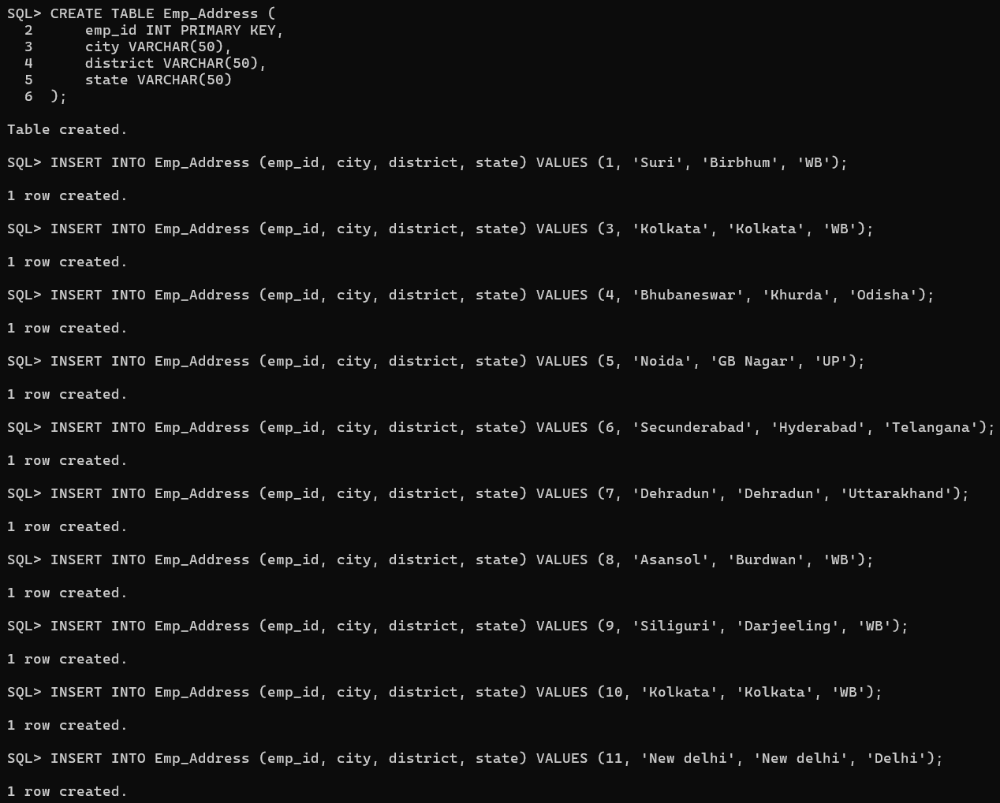 SQL> CREATE TABLE Emp_Address (
  2      emp_id INT PRIMARY KEY,
  3      city VARCHAR(50),
  4      district VARCHAR(50),
  5      state VARCHAR(50)
  6  );
Table created.
SQL> INSERT INTO Emp_Address (emp_id, city, district, state) VALUES (1, 'Suri', 'Birbhum', 'WB');
1 row created.
SQL> INSERT INTO Emp_Address (emp_id, city, district, state) VALUES (3, 'Kolkata', 'Kolkata', 'WB');
1 row created.
SQL> INSERT INTO Emp_Address (emp_id, city, district, state) VALUES (4, 'Bhubaneswar', 'Khurda', 'Odisha');
1 row created.
SQL> INSERT INTO Emp_Address (emp_id, city, district, state) VALUES (5, 'Noida', 'GB Nagar', 'UP');
1 row created.
SQL> INSERT INTO Emp_Address (emp_id, city, district, state) VALUES (6, 'Secunderabad', 'Hyderabad', 'Telangana');
1 row created.
SQL> INSERT INTO Emp_Address (emp_id, city, district, state) VALUES (7, 'Dehradun', 'Dehradun', 'Uttarakhand');
1 row created.
SQL> INSERT INTO Emp_Address (emp_id, city, district, state) VALUES (8, 'Asansol', 'Burdwan', 'WB');
1 row created.
SQL> INSERT INTO Emp_Address (emp_id, city, district, state) VALUES (9, 'Siliguri', 'Darjeeling', 'WB');
1 row created.
SQL> INSERT INTO Emp_Address (emp_id, city, district, state) VALUES (10, 'Kolkata', 'Kolkata', 'WB');
1 row created.
SQL> INSERT INTO Emp_Address (emp_id, city, district, state) VALUES (11, 'New delhi', 'New delhi', 'Delhi');
1 row created.